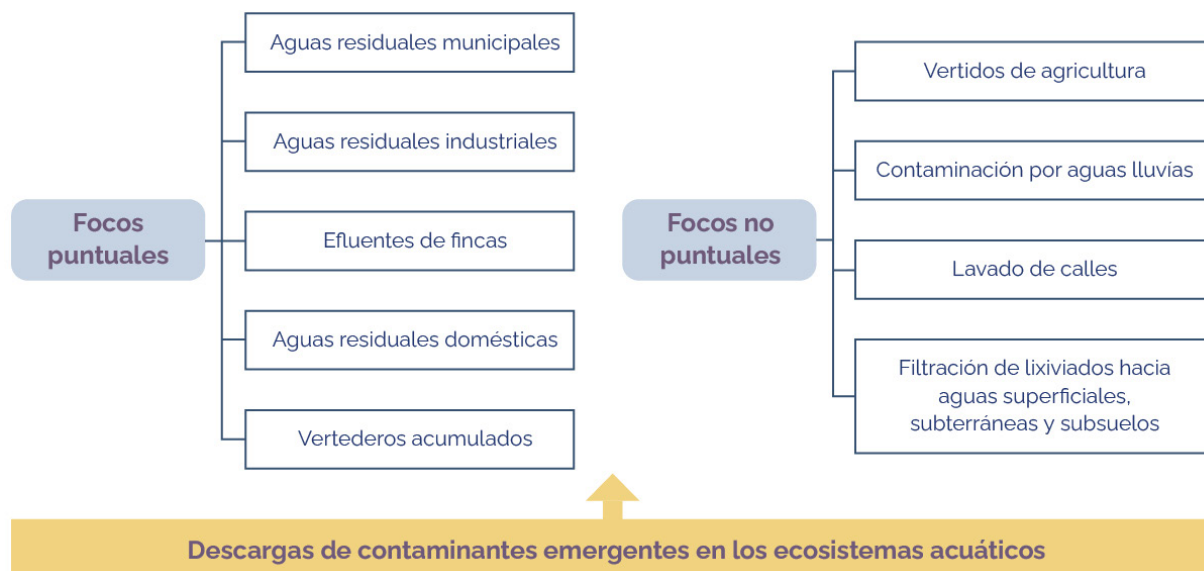 Focos
puntuales
Aguas residuales municipales
Aguas residuales industriales
Efluentes de fincas
Aguas residuales domésticas
Vertederos acumulados
Focos no
puntuales
Vertidos de agricultura
Contaminación por aguas lluvías
Lavado de calles
Filtración de lixiviados hacia
aguas superficiales,
subterráneas y subsuelos
Descargas de contaminantes emergentes en los ecosistemas acuáticos